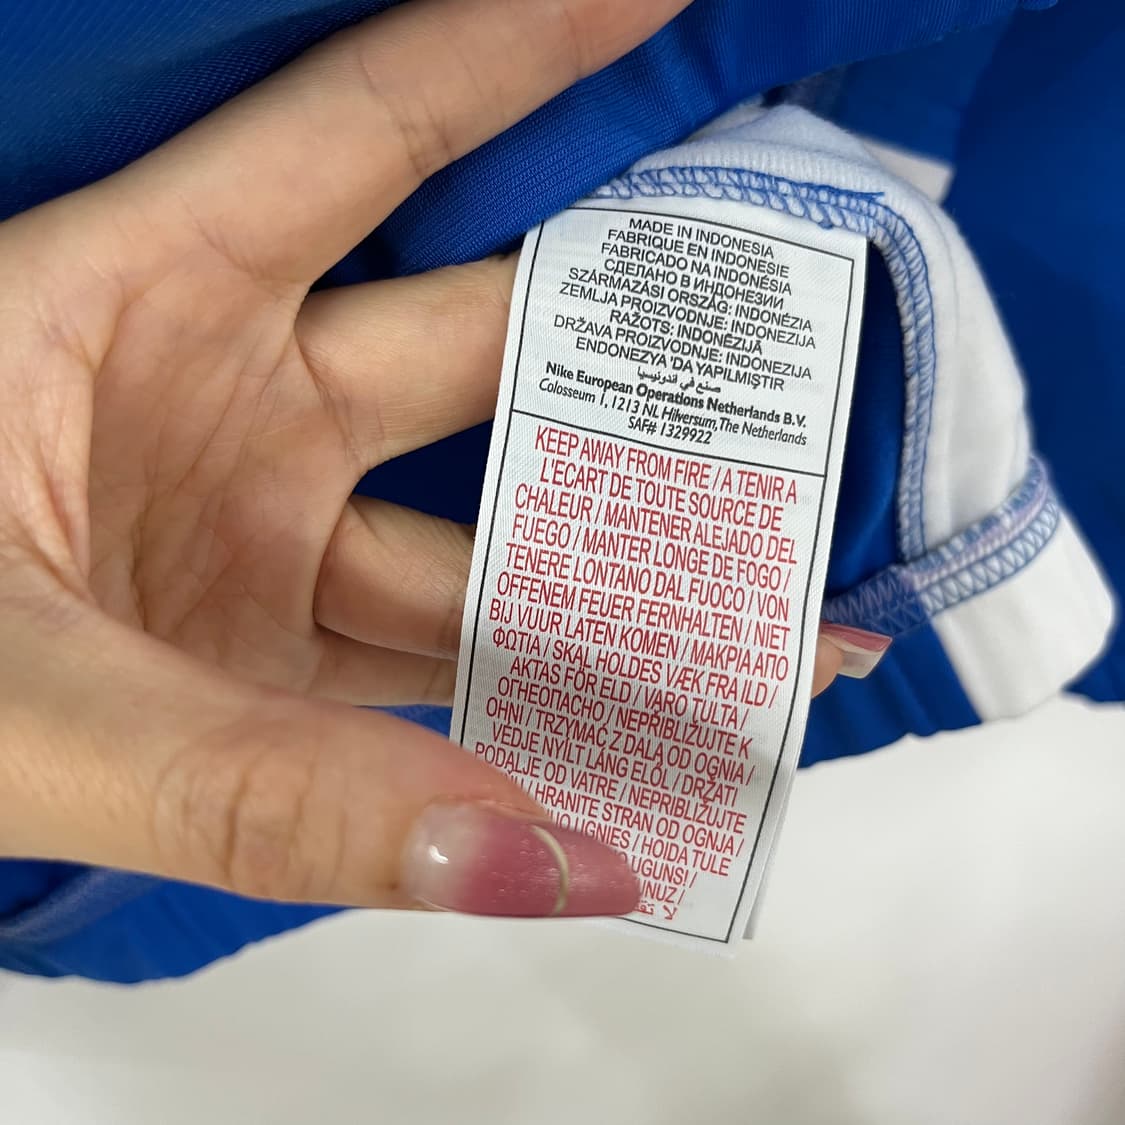 MADE IN INDONESIA
FABRIQUE EN INDONESIE
FABRICADO NA INDONÉSIA
СДЕЛАНО В ИНДОНЕЗИИ
SZÁRMAZÁSI ORSZÁG: INDONÉZIA
ZEMLJA PROIZVODNJE: INDONEZIJA
RAŽOTS: INDONĒZIJĀ
DRŽAVA PROIZVODNJE: INDONEZIJA
ENDONEZYA 'DA YAPILMIŞTIR
صنع في اندونيسيا
Nike European Operations Netherlands B.V.
Colosseum 1, 1213 NL Hilversum, The Netherlands
SAF# 1329922
KEEP AWAY FROM FIRE / A TENIR A
L'ECART DE TOUTE SOURCE DE
CHALEUR / MANTENER ALEJADO DEL
FUEGO / MANTER LONGE DE FOGO /
TENERE LONTANO DAL FUOCO / VON
OFFENEM FEUER FERNHALTEN / NIET
BIJ VUUR LATEN KOMEN / ΜΑΚΡΙΑ ΑΠΟ
ΦΩΤΙΑ / SKAL HOLDES VÆK FRA ILD /
AKTAS FÖR ELD / VARO TULTA /
ОГНЕОПАСНО / NEPŘIBLIŽUJTE K
OHNI / TRZYMAĆ Z DALA OD OGNIA /
VEDJE NYÍLT LÁNG ELŐL / DRŽATI
PODALJE OD VATRE / NEPRIBLIŽUJTE
/ HRANITE STRAN OD OGNJA /
UGNIES / HOIDA TULE
UGUNS! /
لا